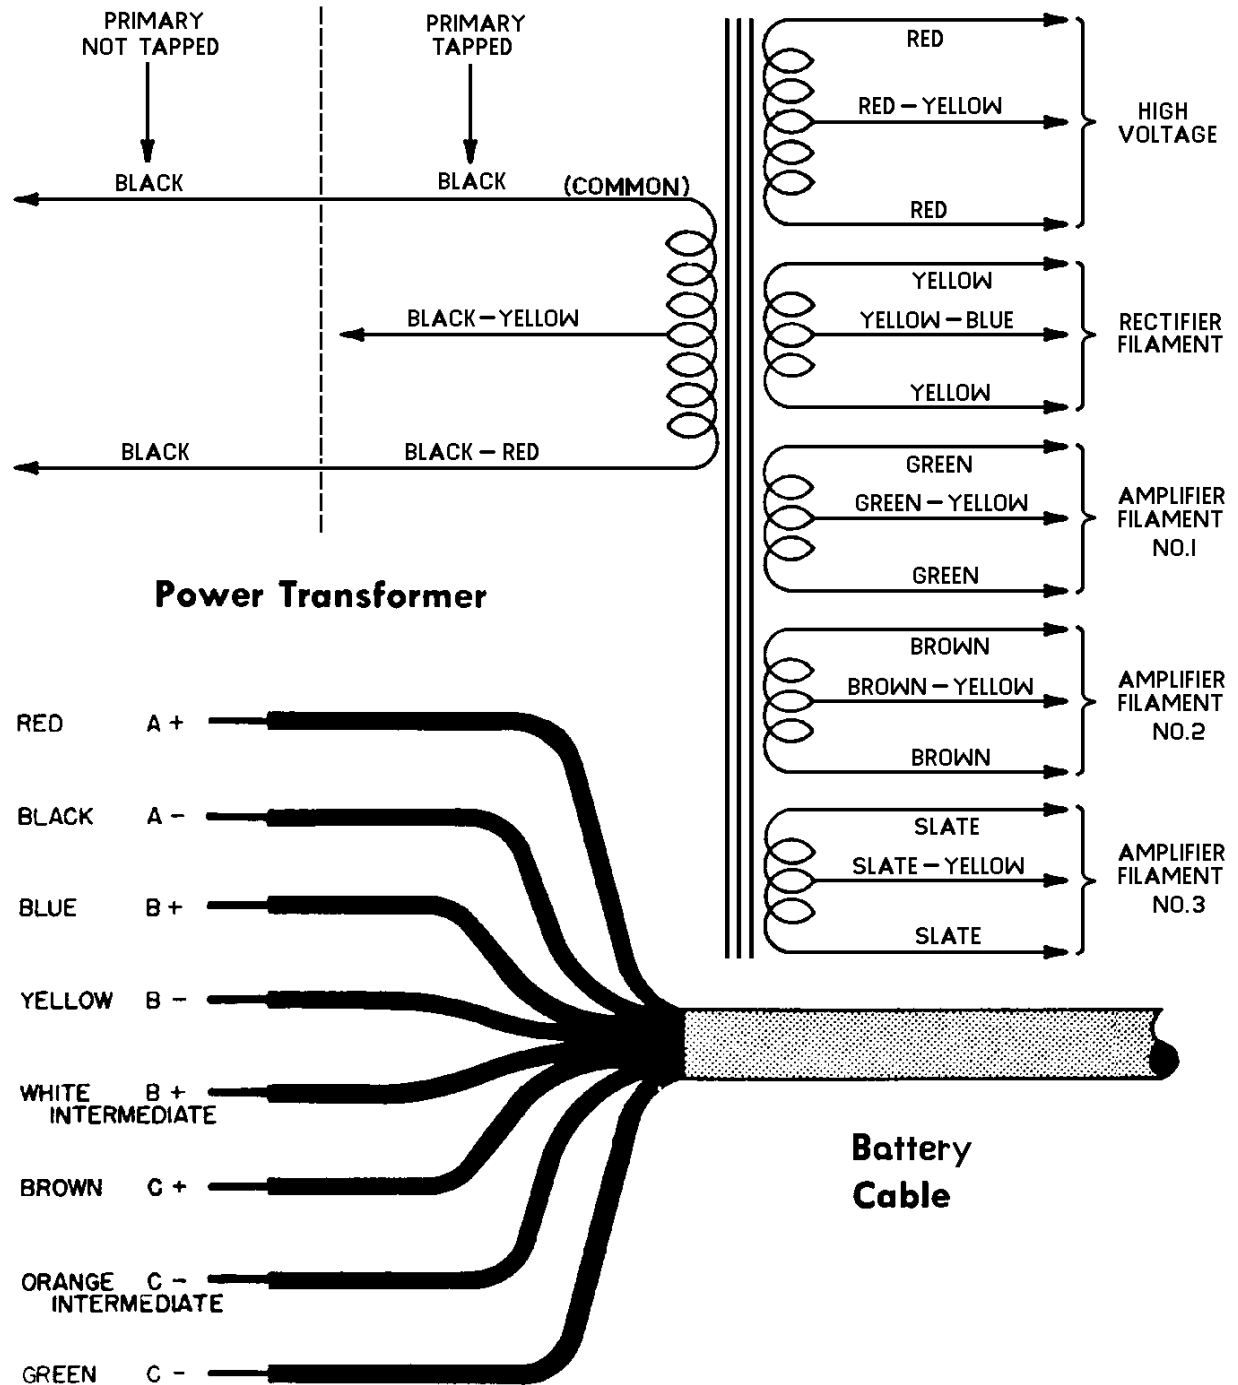 PRIMARY
NOT TAPPED
PRIMARY
TAPPED
BLACK
BLACK
(COMMON)
BLACK-YELLOW
BLACK
BLACK-RED
RED
RED-YELLOW
RED
HIGH
VOLTAGE
YELLOW
YELLOW-BLUE
YELLOW
RECTIFIER
FILAMENT
GREEN
GREEN-YELLOW
GREEN
AMPLIFIER
FILAMENT
NO.1
BROWN
BROWN-YELLOW
BROWN
AMPLIFIER
FILAMENT
NO.2
SLATE
SLATE-YELLOW
SLATE
AMPLIFIER
FILAMENT
NO.3
Power Transformer
RED A+
BLACK A-
BLUE B+
YELLOW B-
WHITE B+
INTERMEDIATE
BROWN C+
ORANGE C-
INTERMEDIATE
GREEN C-
Battery
Cable